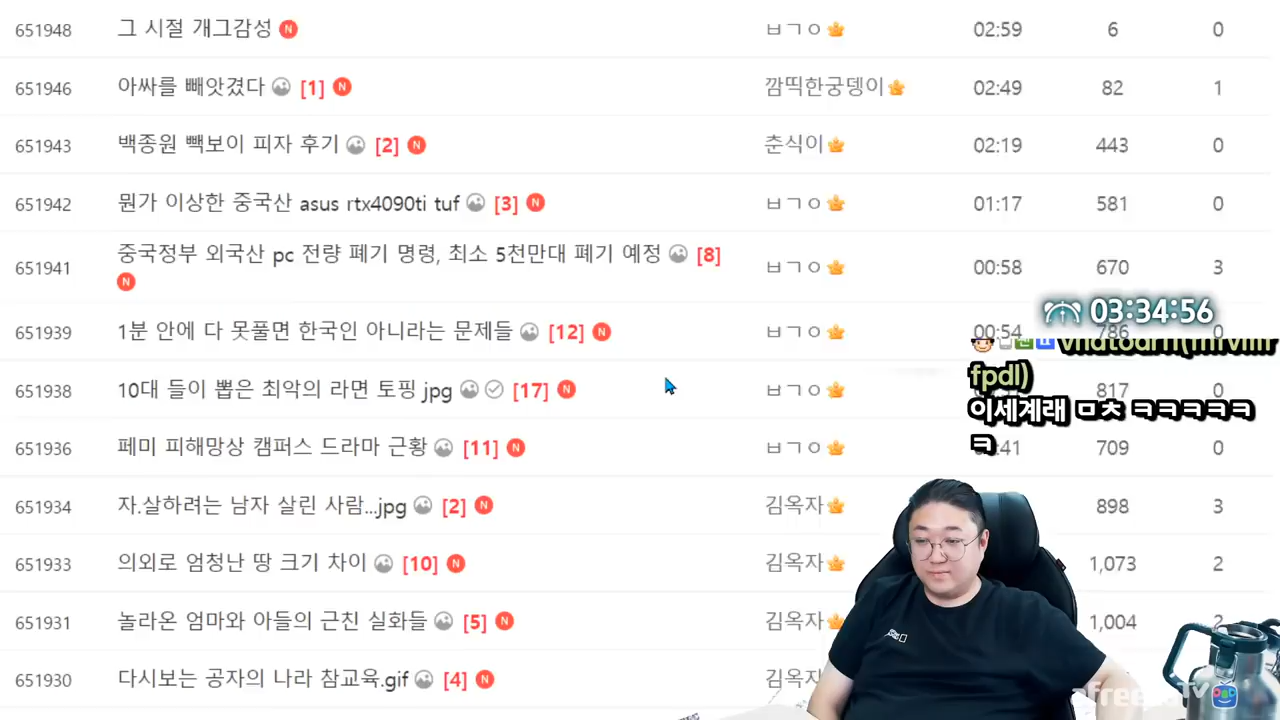 651948 그 시절 개그감성 N ㅂㄱㅇ 02:59 6 0
651946 아싸를 빼앗겼다 [1] N 깜띡한궁뎅이 02:49 82 1
651943 백종원 빽보이 피자 후기 [2] N 춘식이 02:19 443 0
651942 뭔가 이상한 중국산 asus rtx4090ti tuf [3] N ㅂㄱㅇ 01:17 581 0
651941 중국정부 외국산 pc 전량 폐기 명령, 최소 5천만대 폐기 예정 [8] N ㅂㄱㅇ 00:58 670 3
03:34:56
651939 1분 안에 다 못풀면 한국인 아니라는 문제들 [12] N ㅂㄱㅇ 00:54 786 0
fpdl)
651938 10대 들이 뽑은 최악의 라면 토핑 jpg [17] N ㅂㄱㅇ 817 0
이세계래 ㅁㅊ ㅋㅋㅋㅋㅋ
ㅋ
651936 페미 피해망상 캠퍼스 드라마 근황 [11] N ㅂㄱㅇ :41 709 0
651934 자.살하려는 남자 살린 사람...jpg [2] N 김옥자 898 3
651933 의외로 엄청난 땅 크기 차이 [10] N 김옥자 1,073 2
651931 놀라온 엄마와 아들의 근친 실화들 [5] N 김옥자 1,004 2
651930 다시보는 공자의 나라 참교육.gif [4] N 김옥자
afreecaTV